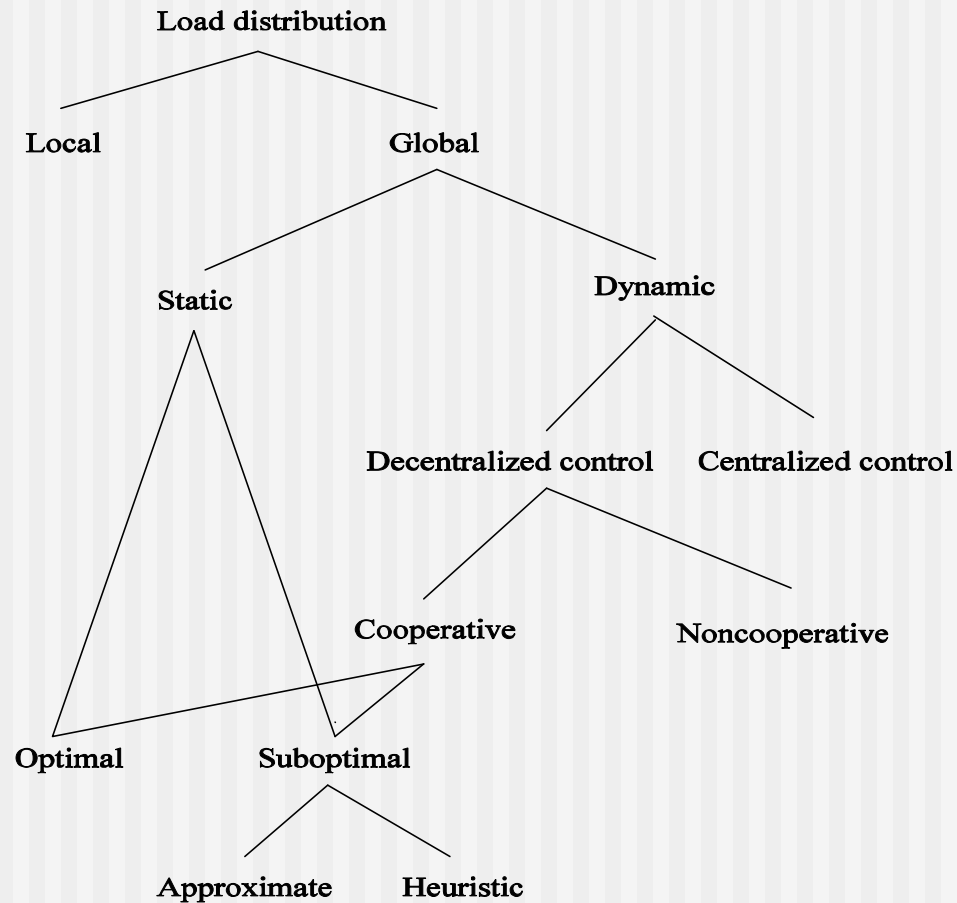 Load distribution
Local
Global
Static
Dynamic
Decentralized control
Centralized control
Cooperative
Noncooperative
Optimal
Suboptimal
Approximate
Heuristic